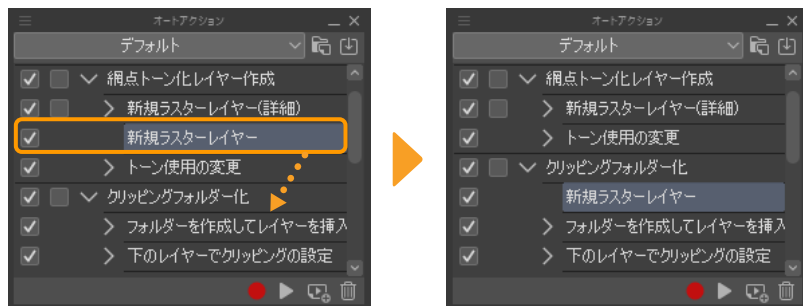 オートアクション
デフォルト
網点トーン化レイヤー作成
新規ラスターレイヤー(詳細)
新規ラスターレイヤー
トーン使用の変更
クリッピングフォルダー化
フォルダーを作成してレイヤーを挿入
下のレイヤーでクリッピングの設定
オートアクション
デフォルト
網点トーン化レイヤー作成
新規ラスターレイヤー(詳細)
トーン使用の変更
クリッピングフォルダー化
新規ラスターレイヤー
フォルダーを作成してレイヤーを挿入
下のレイヤーでクリッピングの設定